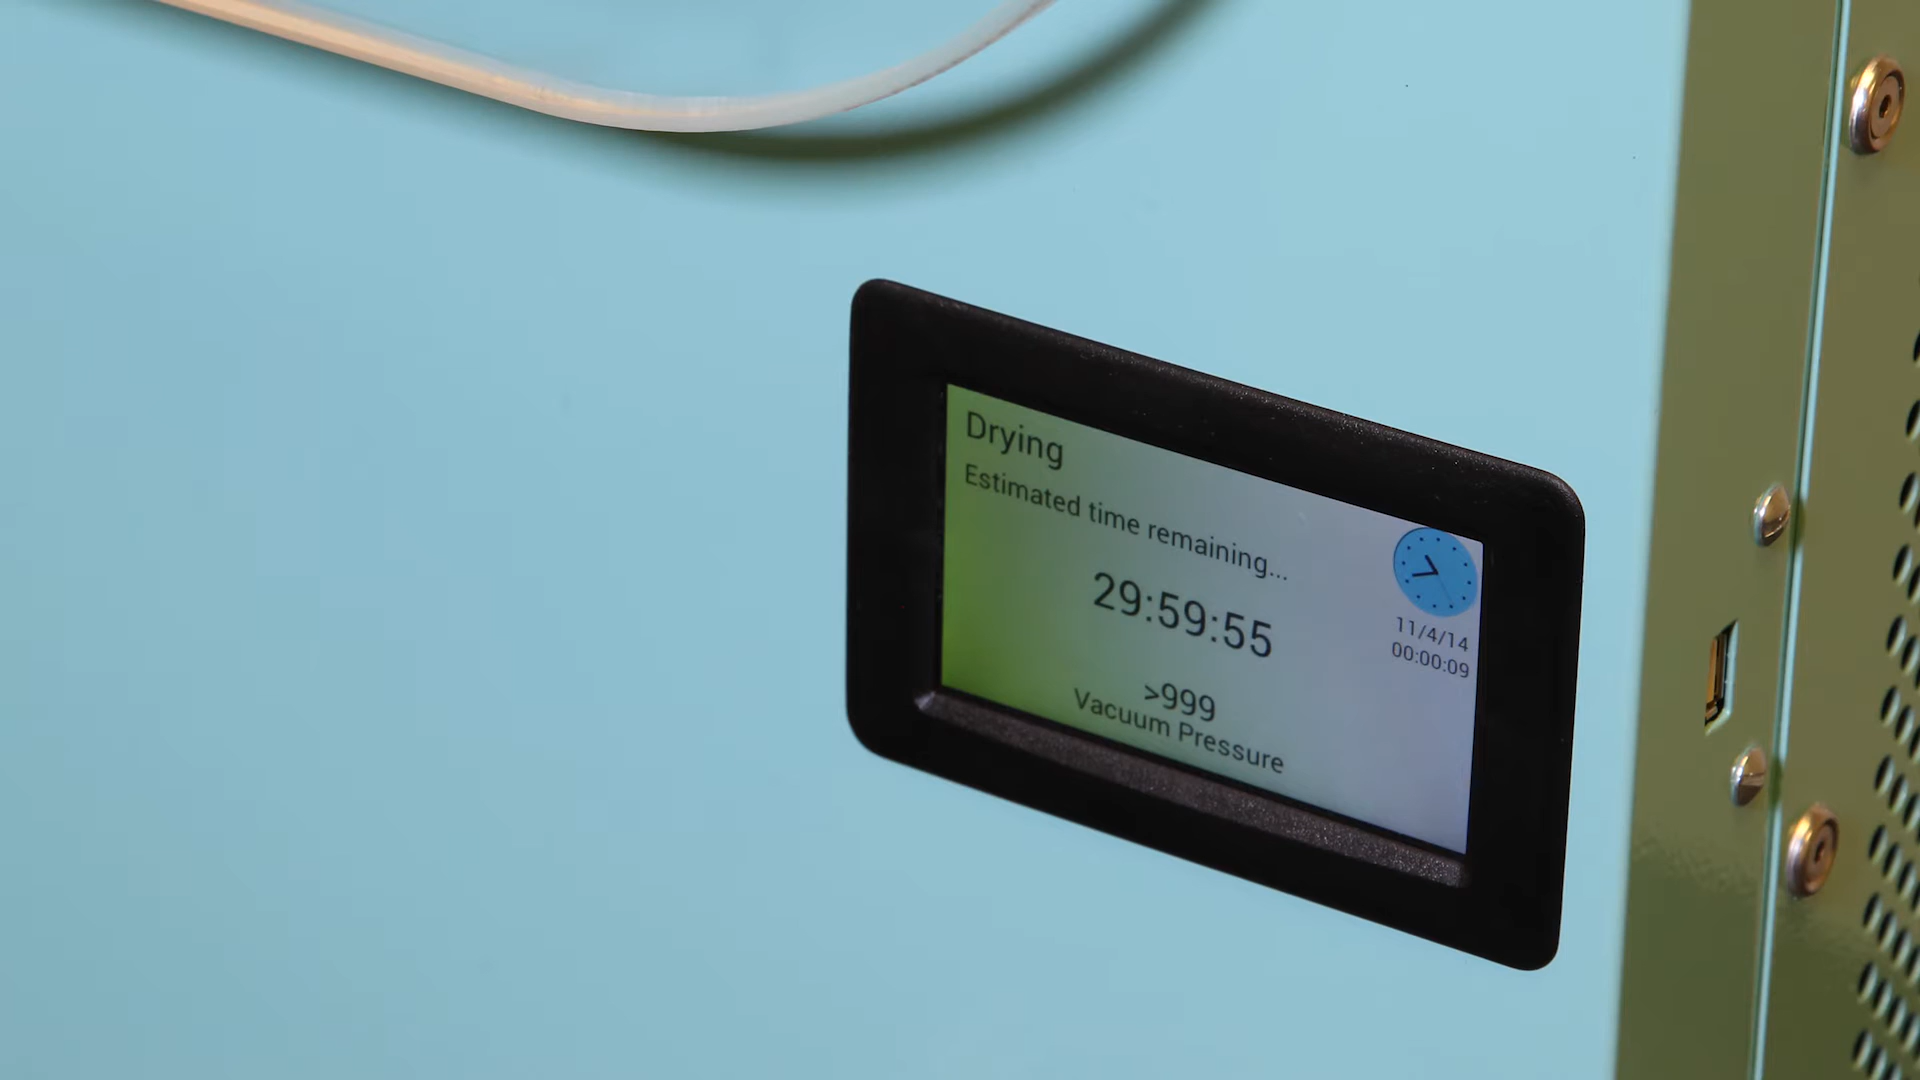 Drying
Estimated time remaining...
29:59:55
11/4/14
00:00:09
>999
Vacuum Pressure